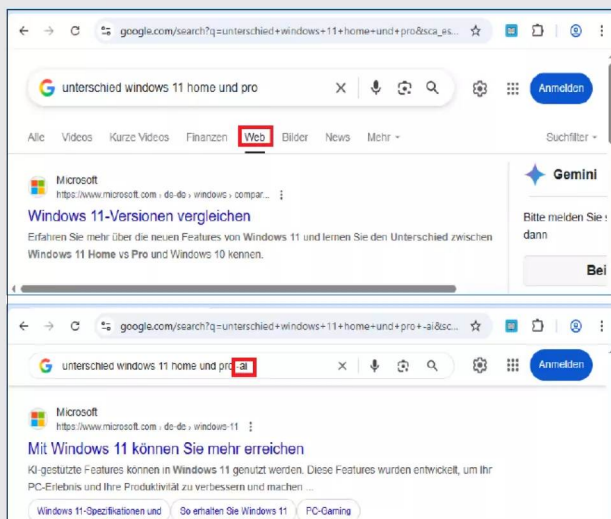 google.com/search?q=unterschied+windows+11+home+und+pro&sca_es...
unterschied windows 11 home und pro
Anmelden
Alle Videos Kurze Videos Finanzen Web Bilder News Mehr Suchfilter
Microsoft
https://www.microsoft.com › de-de › windows › compar...
Windows 11-Versionen vergleichen
Erfahren Sie mehr über die neuen Features von Windows 11 und lernen Sie den Unterschied zwischen
Windows 11 Home vs Pro und Windows 10 kennen.
Gemini
Bitte melden Sie
dann
Bei
google.com/search?q=unterschied+windows+11+home+und+pro+-ai&sc...
unterschied windows 11 home und pro -ai
Anmelden
Microsoft
https://www.microsoft.com › de-de › windows-11
Mit Windows 11 können Sie mehr erreichen
KI-gestützte Features können in Windows 11 genutzt werden. Diese Features wurden entwickelt, um Ihr
PC-Erlebnis und Ihre Produktivität zu verbessern und machen ...
Windows 11-Spezifikationen und So erhalten Sie Windows 11 PC-Gaming